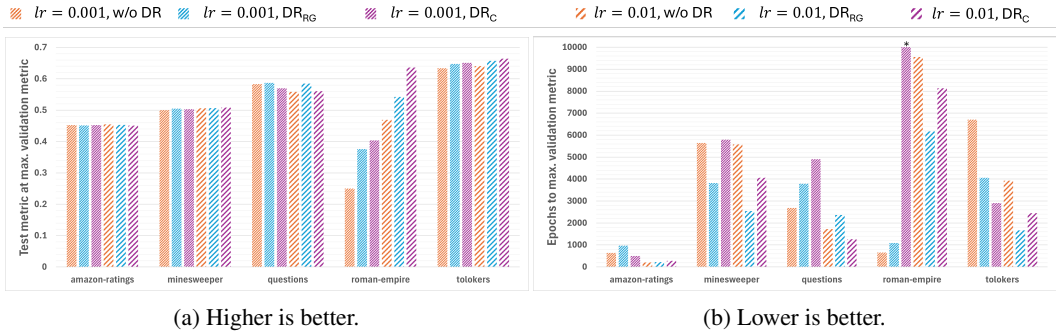 lr = 0.001, w/o DR lr = 0.001, DR_RG lr = 0.001, DR_C lr = 0.01, w/o DR lr = 0.01, DR_RG lr = 0.01, DR_C
Test metric at max. validation metric
0.7
0.6
0.5
0.4
0.3
0.2
0.1
0
amazon-ratings minesweeper questions roman-empire tolokers
(a) Higher is better.
Epochs to max. validation metric
10000
9000
8000
7000
6000
5000
4000
3000
2000
1000
0
*
amazon-ratings minesweeper questions roman-empire tolokers
(b) Lower is better.